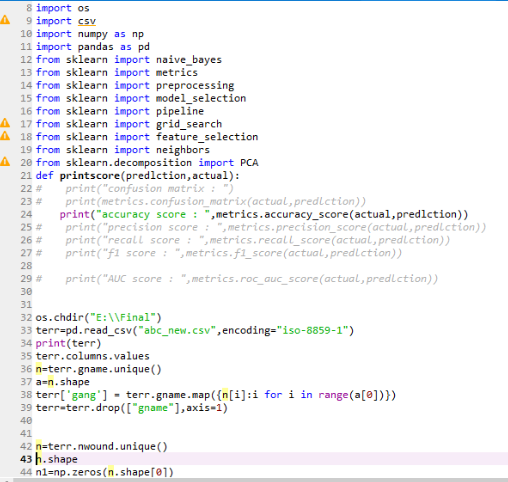 8 import os
9 import csv
10 import numpy as np
11 import pandas as pd
12 from sklearn import naive_bayes
13 from sklearn import metrics
14 from sklearn import preprocessing
15 from sklearn import model_selection
16 from sklearn import pipeline
17 from sklearn import grid_search
18 from sklearn import feature_selection
19 from sklearn import neighbors
20 from sklearn.decomposition import PCA
21 def printscore(predlction,actual):
22 #    print("confusion matrix : ")
23 #    print(metrics.confusion_matrix(actual,predlction))
24     print("accuracy score : ",metrics.accuracy_score(actual,predlction))
25 #    print("precision score : ",metrics.precision_score(actual,predlction))
26 #    print("recall score : ",metrics.recall_score(actual,predlction))
27 #    print("f1 score : ",metrics.f1_score(actual,predlction))
28
29 #    print("AUC score : ",metrics.roc_auc_score(actual,predlction))
30
31
32 os.chdir("E:\\Final")
33 terr=pd.read_csv("abc_new.csv",encoding="iso-8859-1")
34 print(terr)
35 terr.columns.values
36 n=terr.gname.unique()
37 a=n.shape
38 terr['gang'] = terr.gname.map({n[i]:i for i in range(a[0])})
39 terr=terr.drop(["gname"],axis=1)
40
41
42 n=terr.nwound.unique()
43 n.shape
44 n1=np.zeros(n.shape[0])